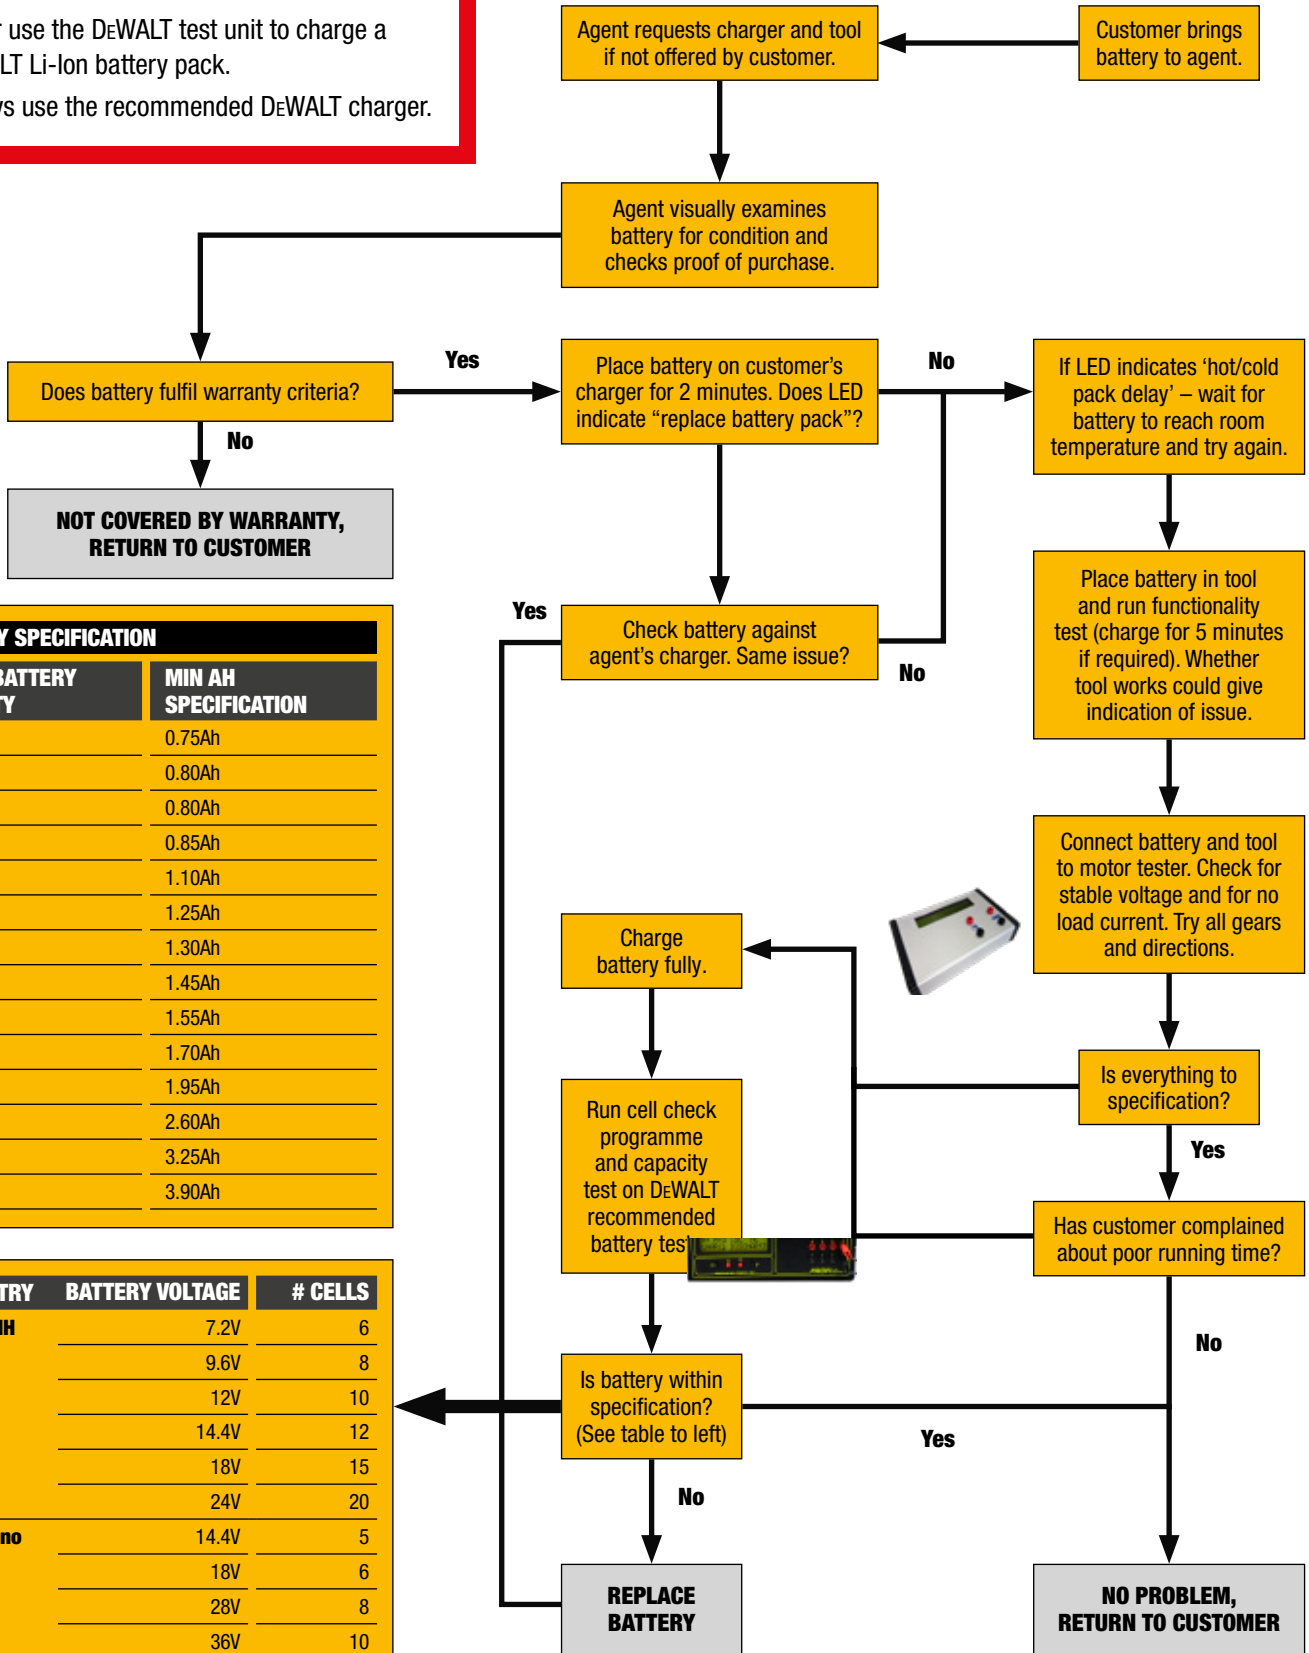 r use the DEWALT test unit to charge a
LT Li-Ion battery pack.
ys use the recommended DEWALT charger.
Agent requests charger and tool
if not offered by customer.
Customer brings
battery to agent.
Agent visually examines
battery for condition and
checks proof of purchase.
Does battery fulfil warranty criteria?
Yes
Place battery on customer’s
charger for 2 minutes. Does LED
indicate “replace battery pack”?
No
If LED indicates ‘hot/cold
pack delay’ – wait for
battery to reach room
temperature and try again.
No
NOT COVERED BY WARRANTY,
RETURN TO CUSTOMER
Yes
Check battery against
agent’s charger. Same issue?
No
Place battery in tool
and run functionality
test (charge for 5 minutes
if required). Whether
tool works could give
indication of issue.
Y SPECIFICATION
BATTERY
TY
MIN AH
SPECIFICATION
0.75Ah
0.80Ah
0.80Ah
0.85Ah
1.10Ah
1.25Ah
1.30Ah
1.45Ah
1.55Ah
1.70Ah
1.95Ah
2.60Ah
3.25Ah
3.90Ah
Connect battery and tool
to motor tester. Check for
stable voltage and for no
load current. Try all gears
and directions.
Charge
battery fully.
Is everything to
specification?
Yes
Run cell check
programme
and capacity
test on DEWALT
recommended
battery tes
Has customer complained
about poor running time?
No
TRY BATTERY VOLTAGE # CELLS
IH 7.2V 6
9.6V 8
12V 10
14.4V 12
18V 15
24V 20
no 14.4V 5
18V 6
28V 8
36V 10
Is battery within
specification?
(See table to left)
Yes
No
REPLACE
BATTERY
NO PROBLEM,
RETURN TO CUSTOMER